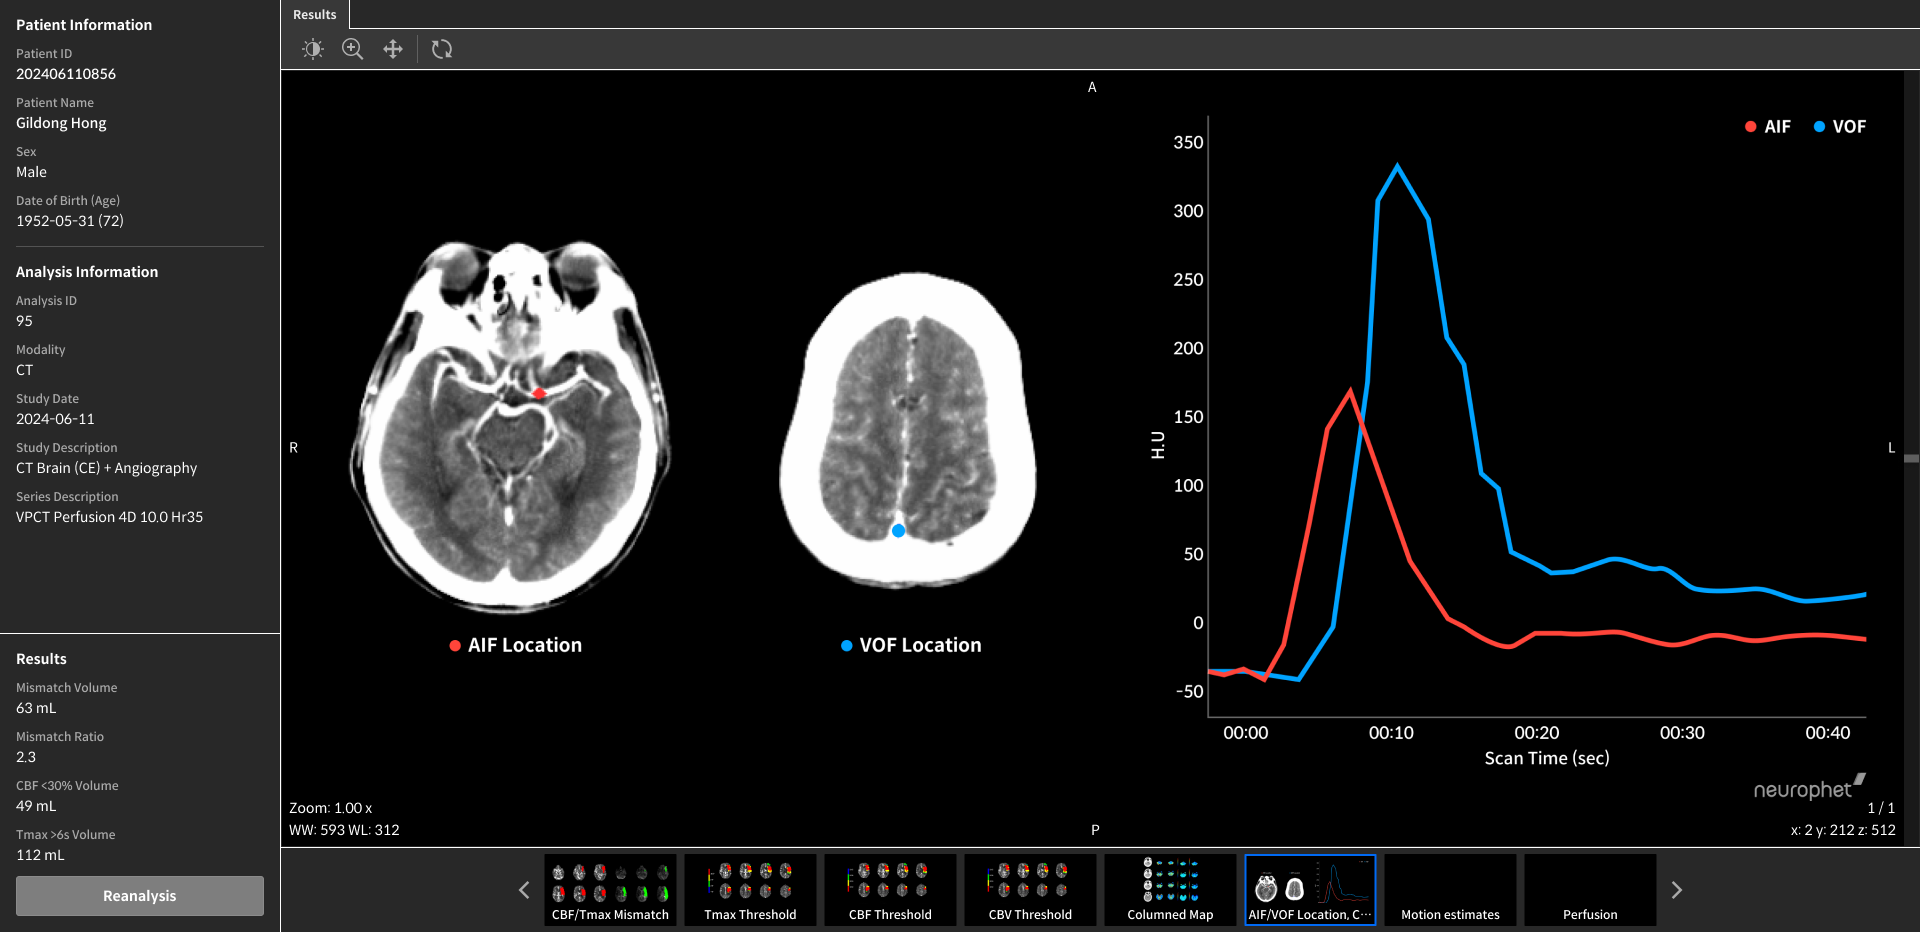 Patient Information
Patient ID
202406110856
Patient Name
Gildong Hong
Sex
Male
Date of Birth (Age)
1952-05-31 (72)
Analysis Information
Analysis ID
95
Modality
CT
Study Date
2024-06-11
Study Description
CT Brain (CE) + Angiography
Series Description
VPCT Perfusion 4D 10.0 Hr35
Results
Mismatch Volume
63 mL
Mismatch Ratio
2.3
CBF <30% Volume
49 mL
Tmax >6s Volume
112 mL
Reanalysis
Results
A
R
L
P
AIF Location
VOF Location
AIF VOF
350
300
250
200
150
100
50
0
-50
H.U
00:00 00:10 00:20 00:30 00:40
Scan Time (sec)
neurophet
Zoom: 1.00 x
WW: 593 WL: 312
1 / 1
x: 2 y: 212 z: 512
CBF/Tmax Mismatch
Tmax Threshold
CBF Threshold
CBV Threshold
Columned Map
AIF/VOF Location, C···
Motion estimates
Perfusion